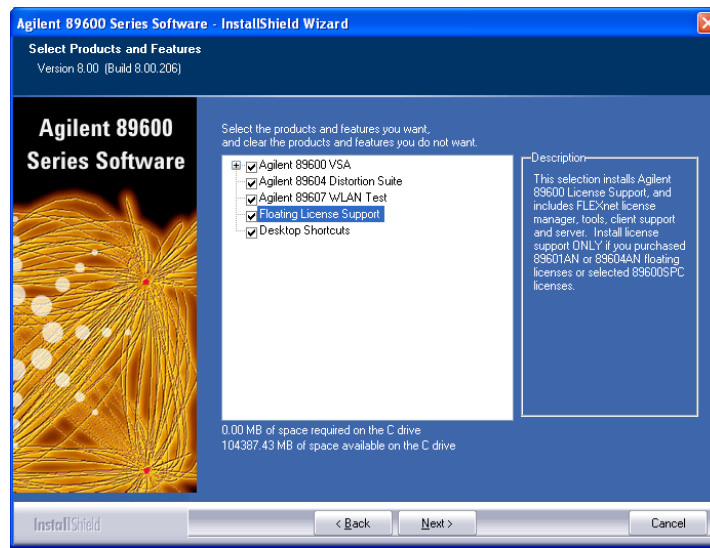 Agilent 89600 Series Software - InstallShield Wizard
Select Products and Features
Version 8.00 (Build 8.00.206)
Agilent 89600
Series Software
Select the products and features you want,
and clear the products and features you do not want.
Agilent 89600 VSA
Agilent 89604 Distortion Suite
Agilent 89607 WLAN Test
Floating License Support
Desktop Shortcuts
Description
This selection installs Agilent
89600 License Support, and
includes FLEXnet license
manager, tools, client support
and server. Install license
support ONLY if you purchased
89601AN or 89604AN floating
licenses or selected 89600SPC
licenses.
0.00 MB of space required on the C drive
104387.43 MB of space available on the C drive
InstallShield
< Back
Next >
Cancel